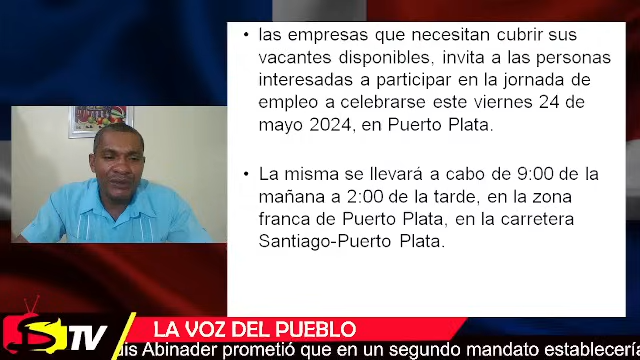 • las empresas que necesitan cubrir sus
vacantes disponibles, invita a las personas
interesadas a participar en la jornada de
empleo a celebrarse este viernes 24 de
mayo 2024, en Puerto Plata.
• La misma se llevará a cabo de 9:00 de la
mañana a 2:00 de la tarde, en la zona
franca de Puerto Plata, en la carretera
Santiago-Puerto Plata.
S TV
LA VOZ DEL PUEBLO
is Abinader prometió que en un segundo mandato establecería